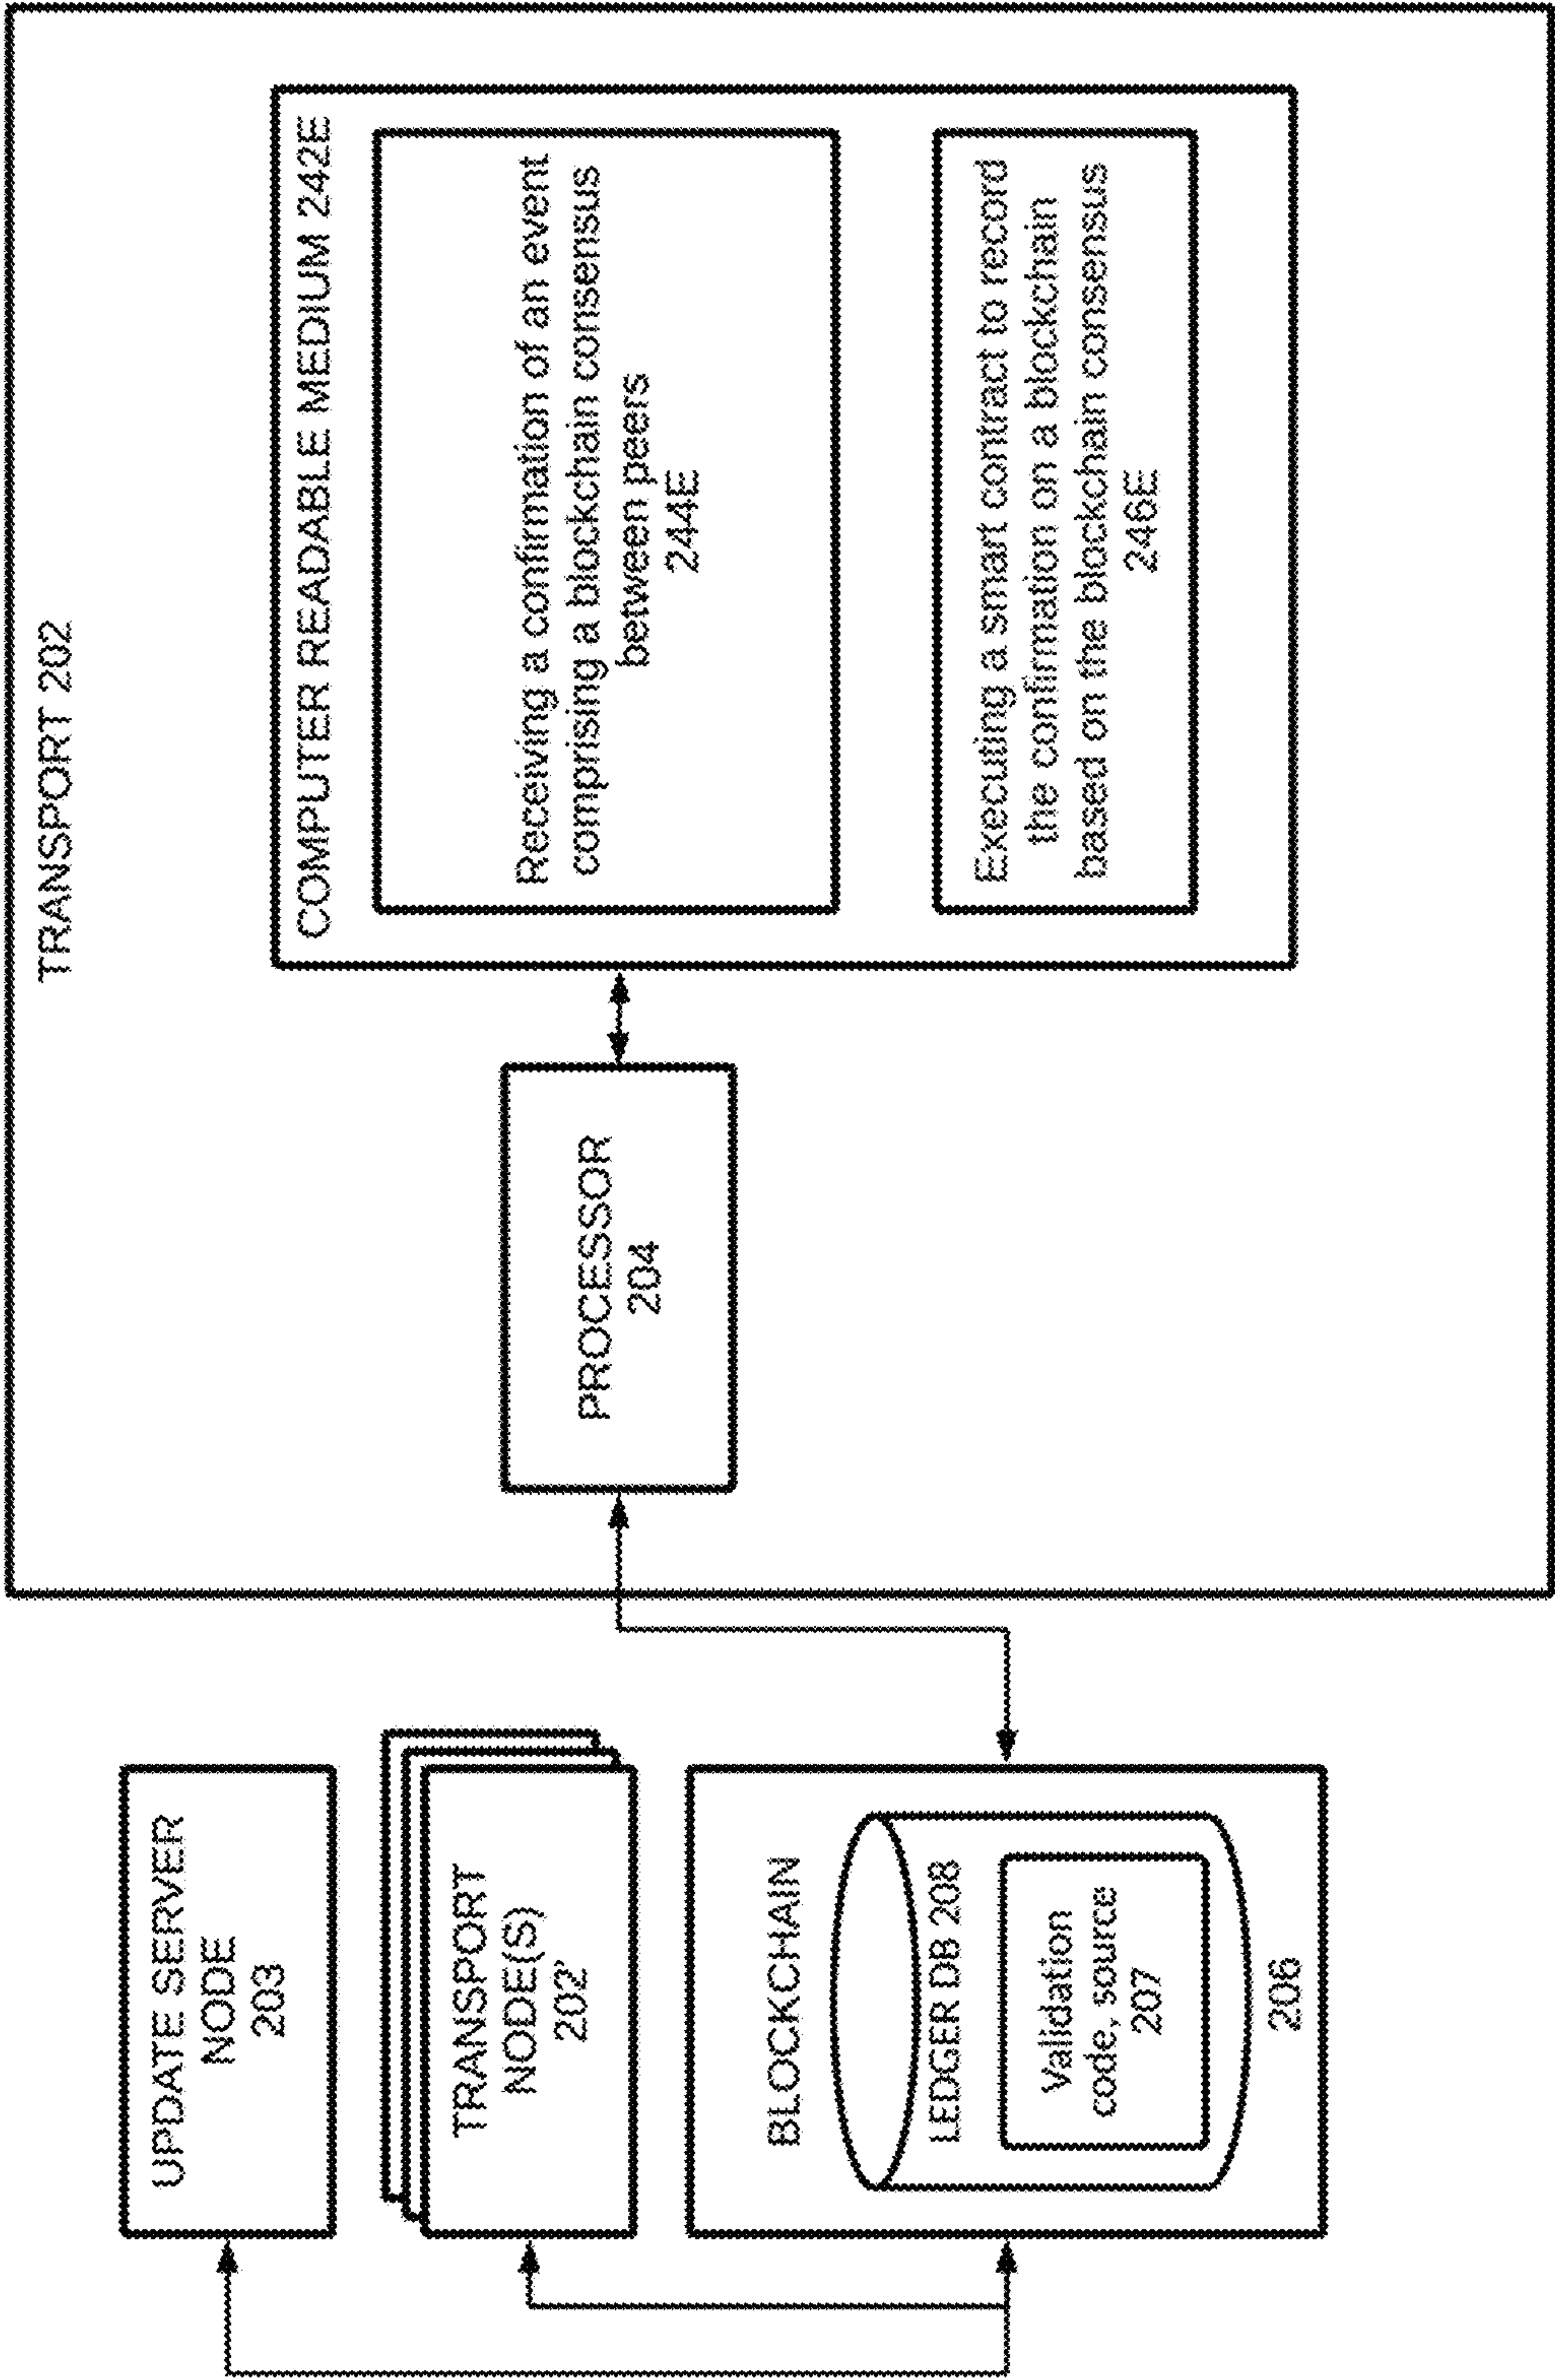 TRANSPORT 202
UPDATE SERVER
NODE
203
TRANSPORT
NODE(S)
202'
BLOCKCHAIN
LEDGER DB 208
Validation
code, source
207
206
PROCESSOR
204
COMPUTER READABLE MEDIUM 242E
Receiving a confirmation of an event
comprising a blockchain consensus
between peers
244E
Executing a smart contract to record
the confirmation on a blockchain
based on the blockchain consensus
246E